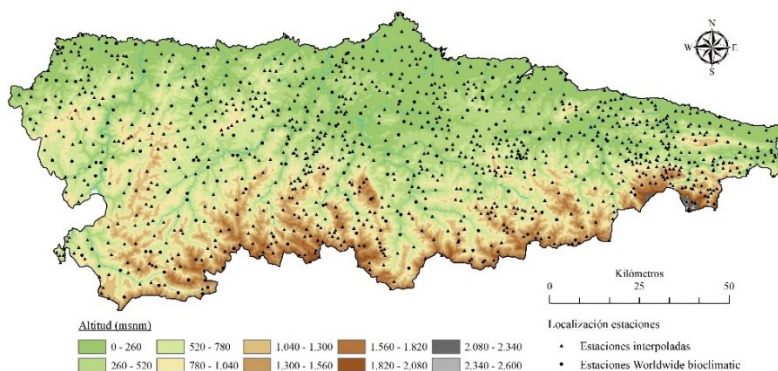 N
W E
S
Kilómetros
0 25 50
Altitud (msnm)
0 - 260 520 - 780 1.040 - 1.300 1.560 - 1.820 2.080 - 2.340
260 - 520 780 - 1.040 1.300 - 1.560 1.820 - 2.080 2.340 - 2.600
Localización estaciones
Estaciones interpoladas
Estaciones Worldwide bioclimatic